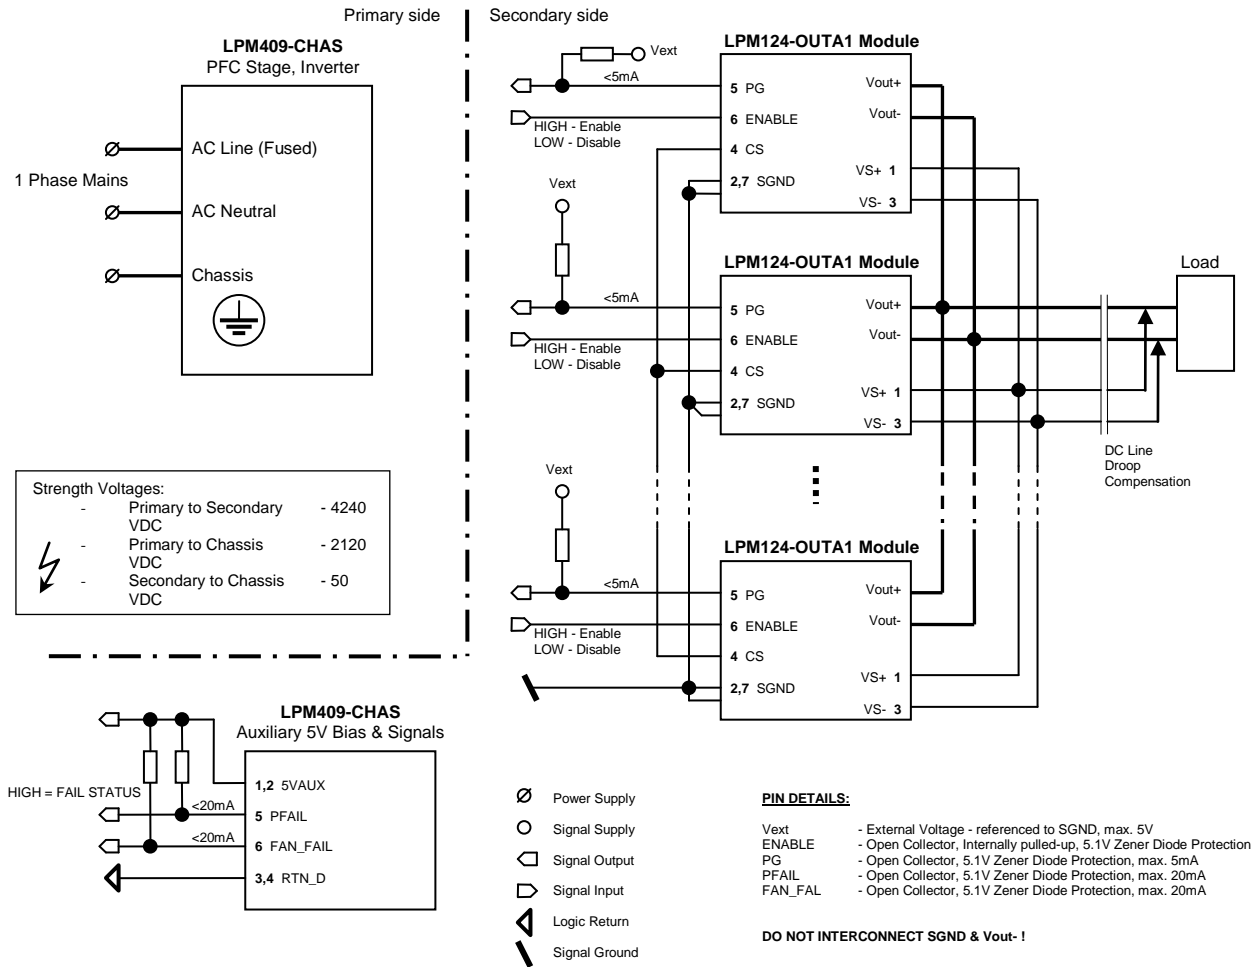 Primary side
Secondary side
LPM409-CHAS
PFC Stage, Inverter
AC Line (Fused)
1 Phase Mains
AC Neutral
Chassis
Strength Voltages:
- Primary to Secondary - 4240
VDC
- Primary to Chassis - 2120
VDC
- Secondary to Chassis - 50
VDC
LPM409-CHAS
Auxiliary 5V Bias & Signals
1,2 5VAUX
HIGH = FAIL STATUS
<20mA
5 PFAIL
<20mA
6 FAN_FAIL
3,4 RTN_D
LPM124-OUTA1 Module
Vext
<5mA
5 PG
Vout+
HIGH - Enable
LOW - Disable
6 ENABLE
Vout-
4 CS
VS+ 1
2,7 SGND
VS- 3
Vext
LPM124-OUTA1 Module
<5mA
5 PG
Vout+
HIGH - Enable
LOW - Disable
6 ENABLE
Vout-
4 CS
VS+ 1
2,7 SGND
VS- 3
Load
DC Line
Droop
Compensation
Vext
LPM124-OUTA1 Module
<5mA
5 PG
Vout+
HIGH - Enable
LOW - Disable
6 ENABLE
Vout-
4 CS
VS+ 1
2,7 SGND
VS- 3
Power Supply
Signal Supply
Signal Output
Signal Input
Logic Return
Signal Ground
PIN DETAILS:
Vext - External Voltage - referenced to SGND, max. 5V
ENABLE - Open Collector, Internally pulled-up, 5.1V Zener Diode Protection
PG - Open Collector, 5.1V Zener Diode Protection, max. 5mA
PFAIL - Open Collector, 5.1V Zener Diode Protection, max. 20mA
FAN_FAL - Open Collector, 5.1V Zener Diode Protection, max. 20mA
DO NOT INTERCONNECT SGND & Vout- !